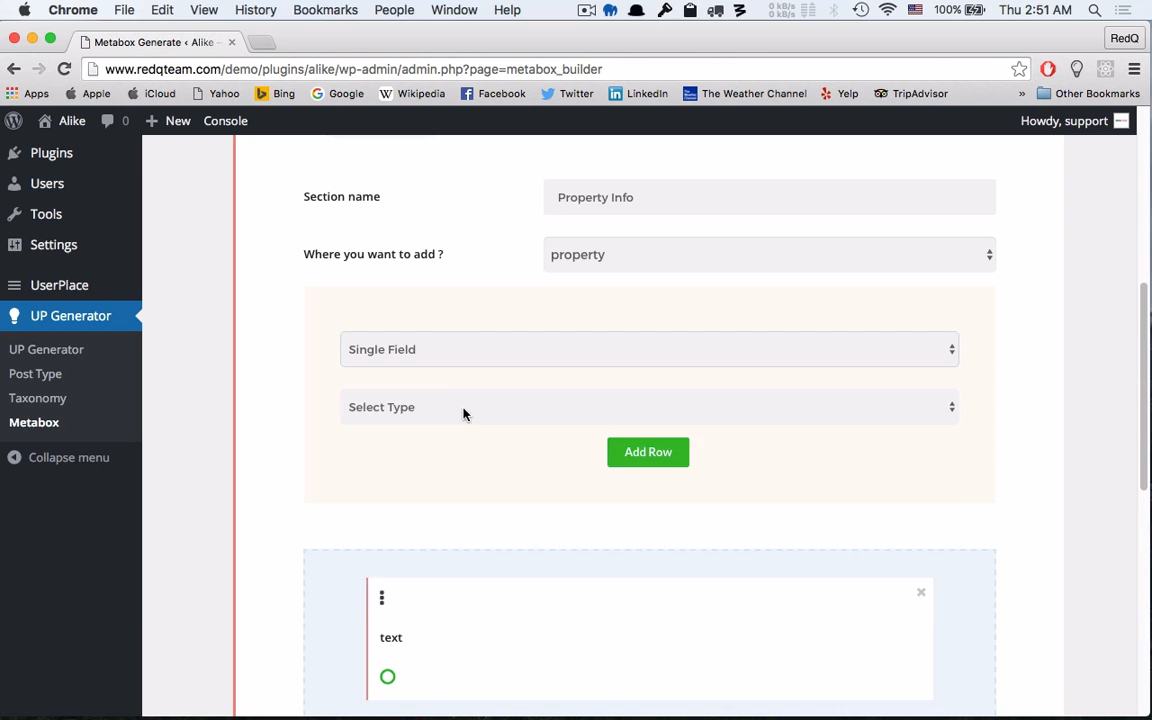 Chrome File Edit View History Bookmarks People Window Help 0 kB/s 0 kB/s 100% Thu 2:51 AM
Metabox Generate ‹ Alike – × RedQ
www.redqteam.com/demo/plugins/alike/wp-admin/admin.php?page=metabox_builder
Apps Apple iCloud Yahoo Bing Google Wikipedia Facebook Twitter LinkedIn The Weather Channel Yelp TripAdvisor » Other Bookmarks
Alike 0 New Console Howdy, support
Plugins
Users
Tools
Settings
UserPlace
UP Generator
UP Generator
Post Type
Taxonomy
Metabox
Collapse menu
Section name Property Info
Where you want to add ? property
Single Field
Select Type
Add Row
text